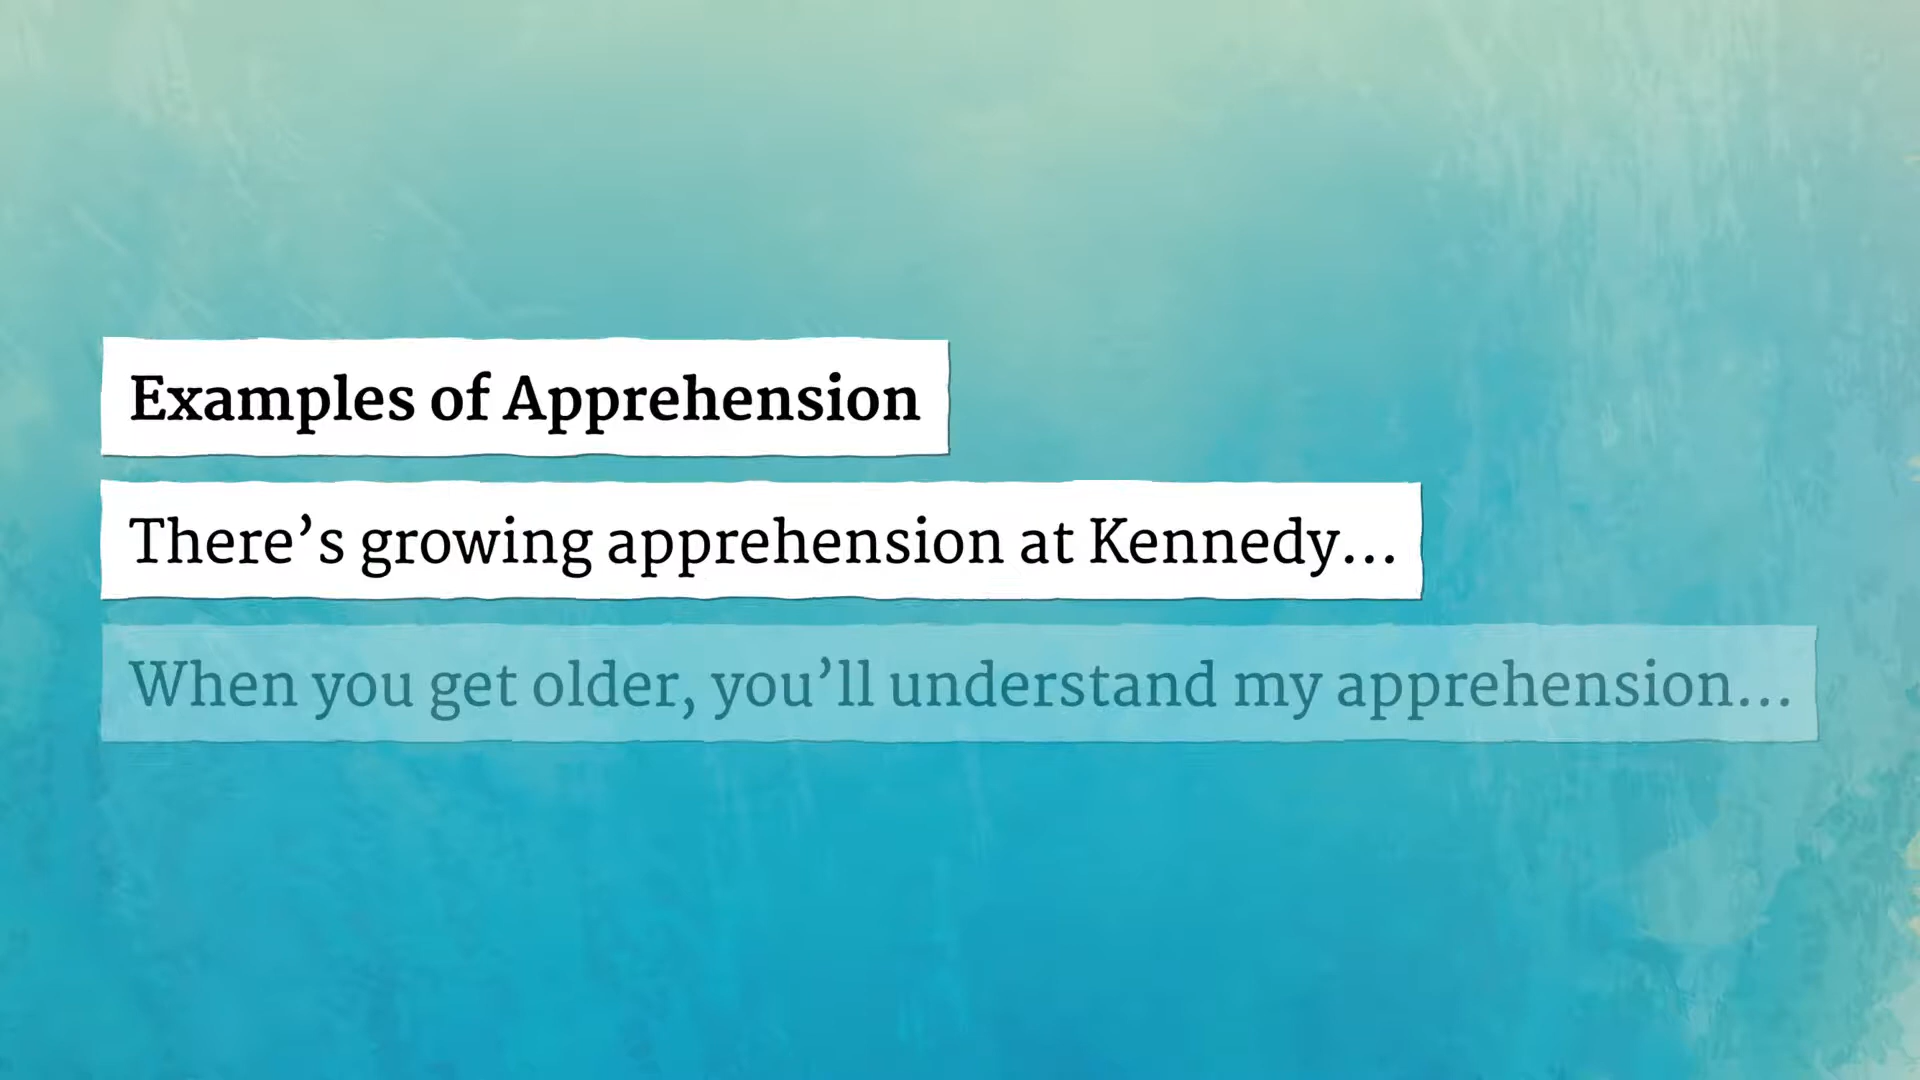 Examples of Apprehension
There’s growing apprehension at Kennedy…
When you get older, you’ll understand my apprehension…